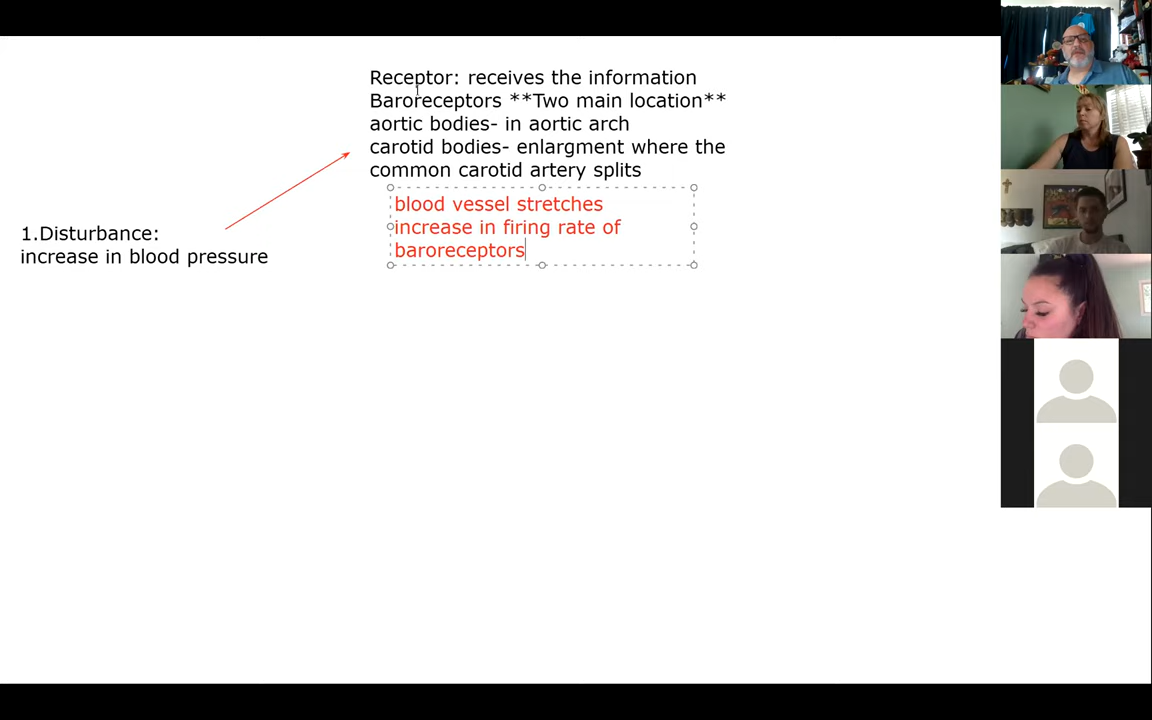 Receptor: receives the information
Baroreceptors **Two main location**
aortic bodies- in aortic arch
carotid bodies- enlargment where the
common carotid artery splits
blood vessel stretches
increase in firing rate of
baroreceptors
1.Disturbance:
increase in blood pressure